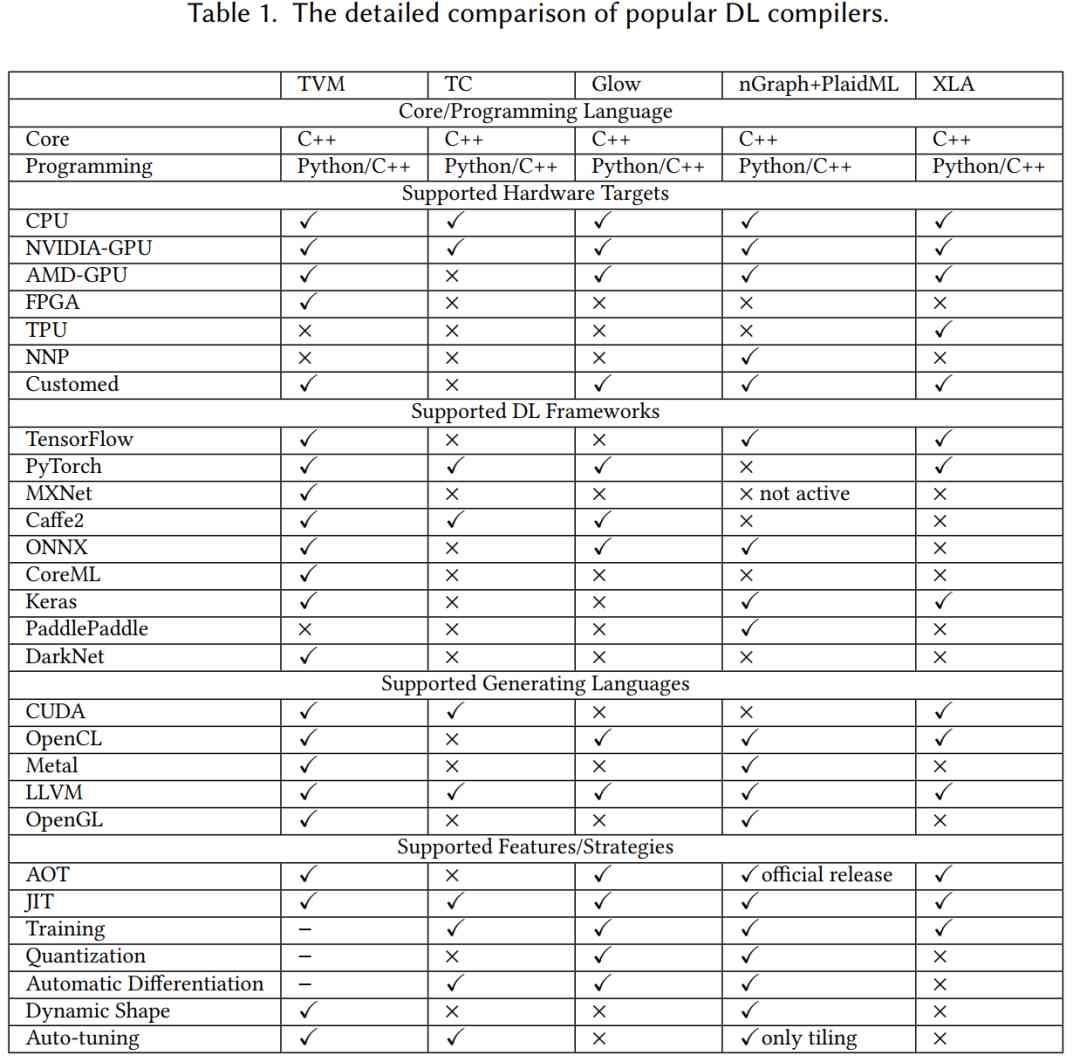 Table 1. The detailed comparison of popular DL compilers.
TVM TC Glow nGraph+PlaidML XLA
Core/Programming Language
Core C++ C++ C++ C++ C++
Programming Python/C++ Python/C++ Python/C++ Python/C++ Python/C++
Supported Hardware Targets
CPU ✓ ✓ ✓ ✓ ✓
NVIDIA-GPU ✓ ✓ ✓ ✓ ✓
AMD-GPU ✓ × ✓ ✓ ✓
FPGA ✓ × × × ×
TPU × × × × ✓
NNP × × × ✓ ×
Customed ✓ × ✓ ✓ ✓
Supported DL Frameworks
TensorFlow ✓ × × ✓ ✓
PyTorch ✓ ✓ ✓ × ✓
MXNet ✓ × × × not active ×
Caffe2 ✓ ✓ ✓ × ×
ONNX ✓ × ✓ ✓ ×
CoreML ✓ × × × ×
Keras ✓ × × ✓ ✓
PaddlePaddle × × × ✓ ×
DarkNet ✓ × × × ×
Supported Generating Languages
CUDA ✓ ✓ × × ✓
OpenCL ✓ × ✓ ✓ ✓
Metal ✓ × × ✓ ×
LLVM ✓ ✓ ✓ ✓ ✓
OpenGL ✓ × × ✓ ×
Supported Features/Strategies
AOT ✓ × ✓ ✓ official release ✓
JIT ✓ ✓ ✓ ✓ ✓
Training – ✓ ✓ ✓ ✓
Quantization – × ✓ ✓ ×
Automatic Differentiation – ✓ ✓ ✓ ×
Dynamic Shape ✓ × × ✓ ×
Auto-tuning ✓ ✓ × ✓ only tiling ×